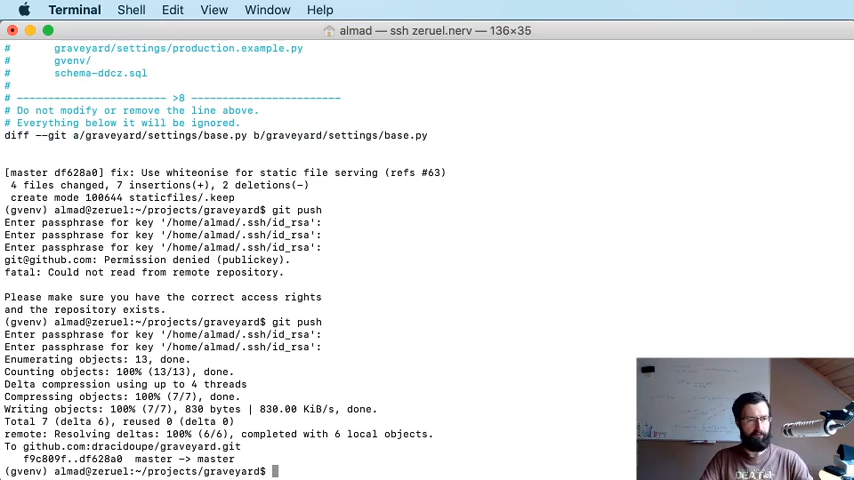 Terminal Shell Edit View Window Help
almad — ssh zeruel.nerv — 136×35
# graveyard/settings/production.example.py
# gvenv/
# schema-ddcz.sql
#
# ------------------------ >8 ------------------------
# Do not modify or remove the line above.
# Everything below it will be ignored.
diff --git a/graveyard/settings/base.py b/graveyard/settings/base.py
[master df628a0] fix: Use whiteonise for static file serving (refs #63)
4 files changed, 7 insertions(+), 2 deletions(-)
create mode 100644 staticfiles/.keep
(gvenv) almad@zeruel:~/projects/graveyard$ git push
Enter passphrase for key '/home/almad/.ssh/id_rsa':
Enter passphrase for key '/home/almad/.ssh/id_rsa':
Enter passphrase for key '/home/almad/.ssh/id_rsa':
git@github.com: Permission denied (publickey).
fatal: Could not read from remote repository.
Please make sure you have the correct access rights
and the repository exists.
(gvenv) almad@zeruel:~/projects/graveyard$ git push
Enter passphrase for key '/home/almad/.ssh/id_rsa':
Enter passphrase for key '/home/almad/.ssh/id_rsa':
Enumerating objects: 13, done.
Counting objects: 100% (13/13), done.
Delta compression using up to 4 threads
Compressing objects: 100% (7/7), done.
Writing objects: 100% (7/7), 830 bytes | 830.00 KiB/s, done.
Total 7 (delta 6), reused 0 (delta 0)
remote: Resolving deltas: 100% (6/6), completed with 6 local objects.
To github.com:dracidoupe/graveyard.git
f9c809f..df628a0 master -> master
(gvenv) almad@zeruel:~/projects/graveyard$
DEATH